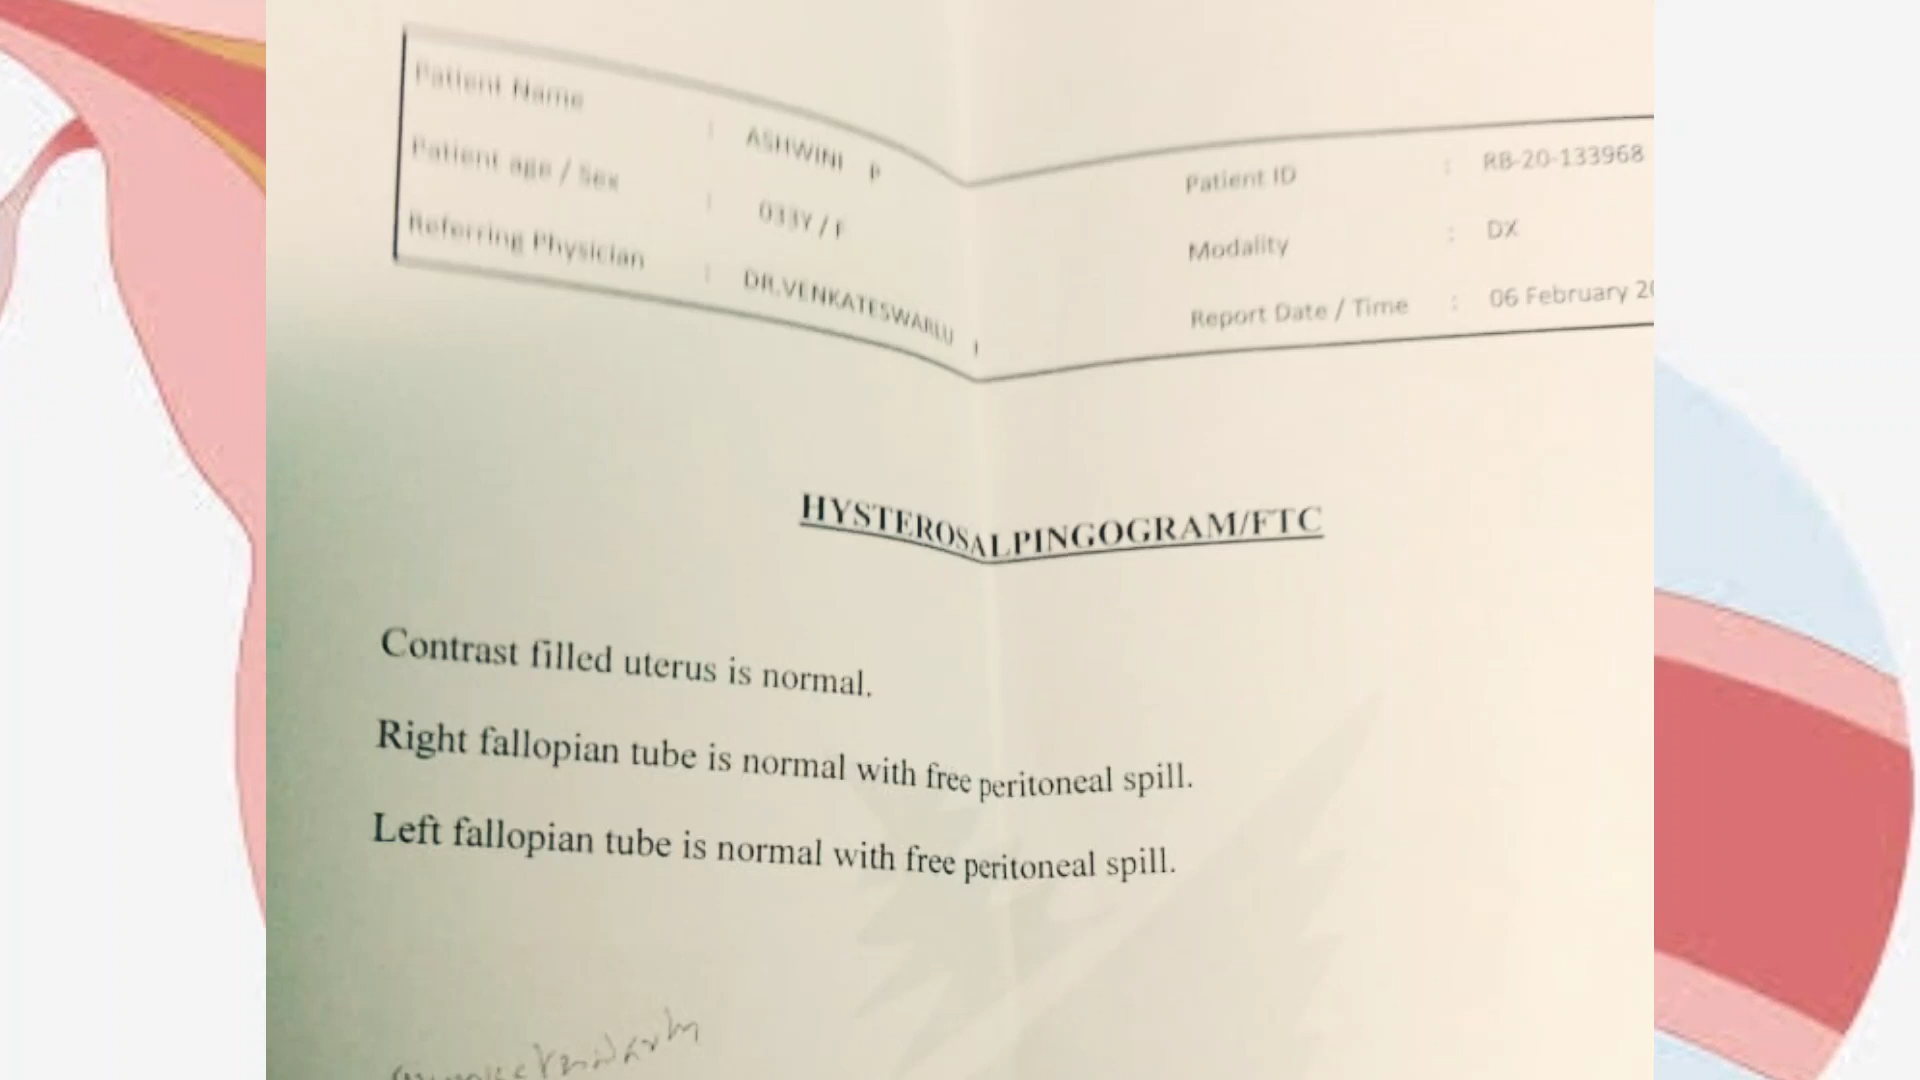 Patient Name : ASHWINI P
Patient age / Sex : 033Y / F
Referring Physician : DR.VENKATESWARLU I
Patient ID : RB-20-133968
Modality : DX
Report Date / Time : 06 February 20
HYSTEROSALPINGOGRAM/FTC
Contrast filled uterus is normal.
Right fallopian tube is normal with free peritoneal spill.
Left fallopian tube is normal with free peritoneal spill.